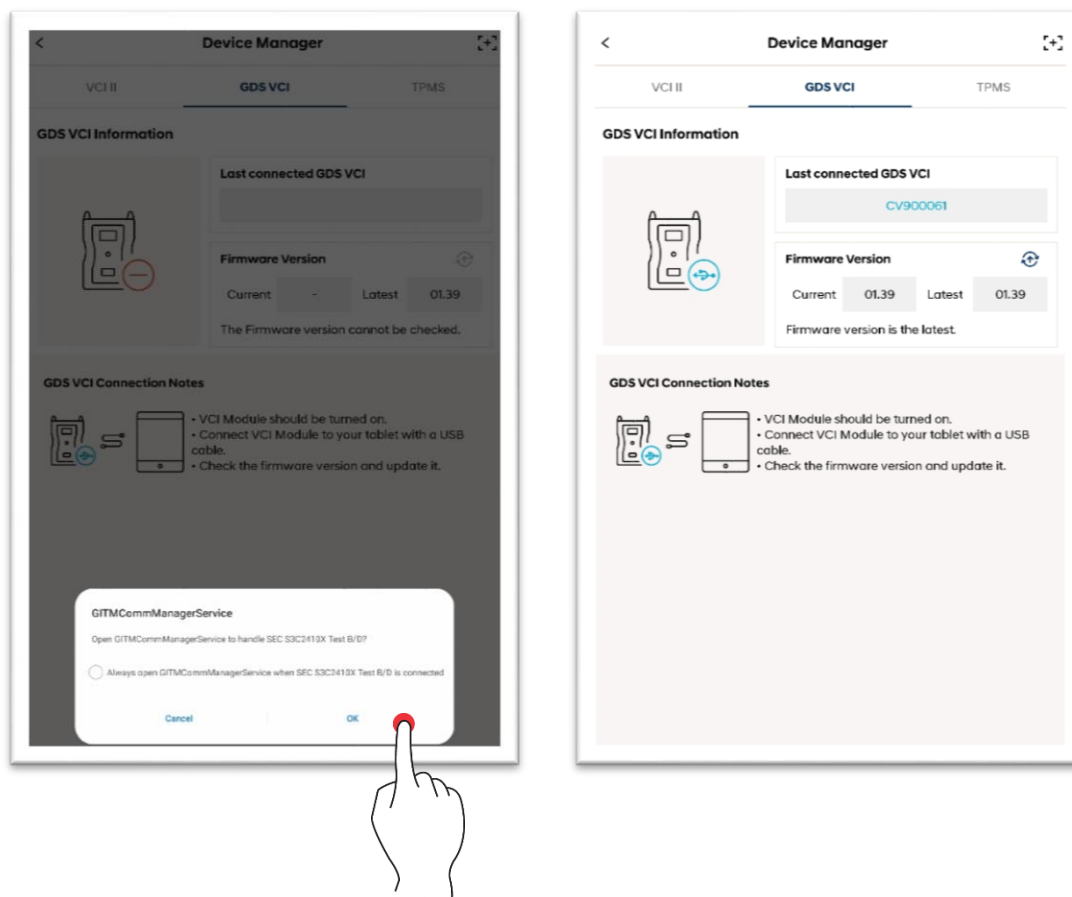 <
Device Manager
VCI II
GDS VCI
TPMS
GDS VCI Information
Last connected GDS VCI
Firmware Version
Current
-
Latest
01.39
The Firmware version cannot be checked.
GDS VCI Connection Notes
• VCI Module should be turned on.
• Connect VCI Module to your tablet with a USB
cable.
• Check the firmware version and update it.
GITMCommManagerService
Open GITMCommManagerService to handle SEC S3C2410X Test B/D?
Always open GITMCommManagerService when SEC S3C2410X Test B/D is connected
Cancel
OK
<
Device Manager
VCI II
GDS VCI
TPMS
GDS VCI Information
Last connected GDS VCI
CV900061
Firmware Version
Current
01.39
Latest
01.39
Firmware version is the latest.
GDS VCI Connection Notes
• VCI Module should be turned on.
• Connect VCI Module to your tablet with a USB
cable.
• Check the firmware version and update it.